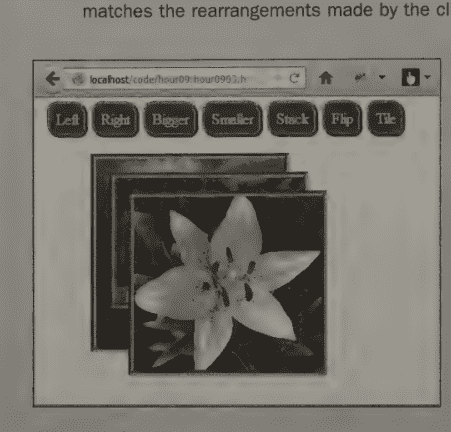 matches the rearrangements made by the cl
localhost/code/hour09/hour0903.h
Left Right Bigger Smaller Stack Flip Tile